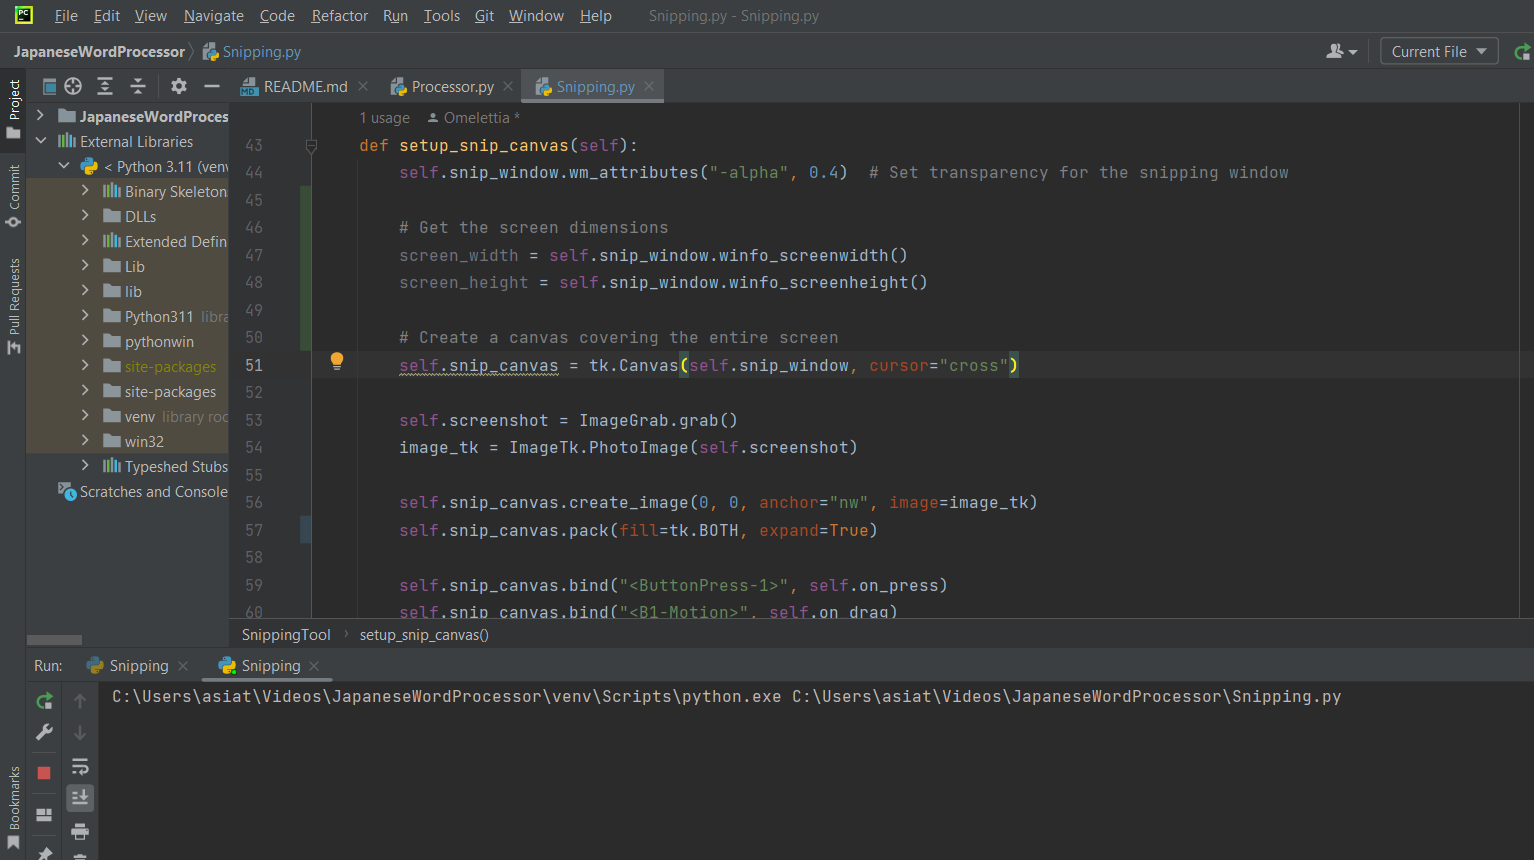 PC
File Edit View Navigate Code Refactor Run Tools Git Window Help Snipping.py - Snipping.py
JapaneseWordProcessor Snipping.py
Current File
Project
Commit
Pull Requests
Bookmarks
MD README.md Processor.py Snipping.py
JapaneseWordProces
External Libraries
< Python 3.11 (venv
Binary Skeleton
DLLs
Extended Defin
Lib
lib
Python311 libra
pythonwin
site-packages
site-packages
venv library roo
win32
Typeshed Stubs
Scratches and Console
1 usage Omelettia *
43 def setup_snip_canvas(self):
44 self.snip_window.wm_attributes("-alpha", 0.4)  # Set transparency for the snipping window
45
46 # Get the screen dimensions
47 screen_width = self.snip_window.winfo_screenwidth()
48 screen_height = self.snip_window.winfo_screenheight()
49
50 # Create a canvas covering the entire screen
51 self.snip_canvas = tk.Canvas(self.snip_window, cursor="cross")
52
53 self.screenshot = ImageGrab.grab()
54 image_tk = ImageTk.PhotoImage(self.screenshot)
55
56 self.snip_canvas.create_image(0, 0, anchor="nw", image=image_tk)
57 self.snip_canvas.pack(fill=tk.BOTH, expand=True)
58
59 self.snip_canvas.bind("<ButtonPress-1>", self.on_press)
60 self.snip_canvas.bind("<B1-Motion>", self.on_drag)
SnippingTool setup_snip_canvas()
Run: Snipping Snipping
C:\Users\asiat\Videos\JapaneseWordProcessor\venv\Scripts\python.exe C:\Users\asiat\Videos\JapaneseWordProcessor\Snipping.py